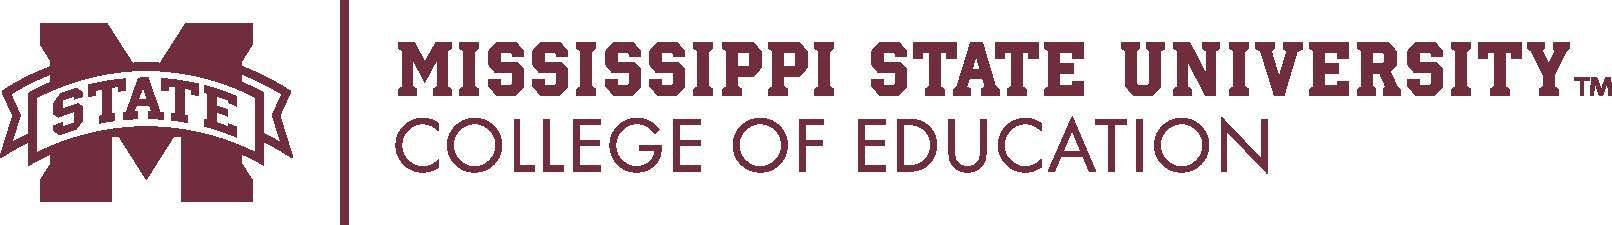 M
STATE
MISSISSIPPI STATE UNIVERSITY™
COLLEGE OF EDUCATION